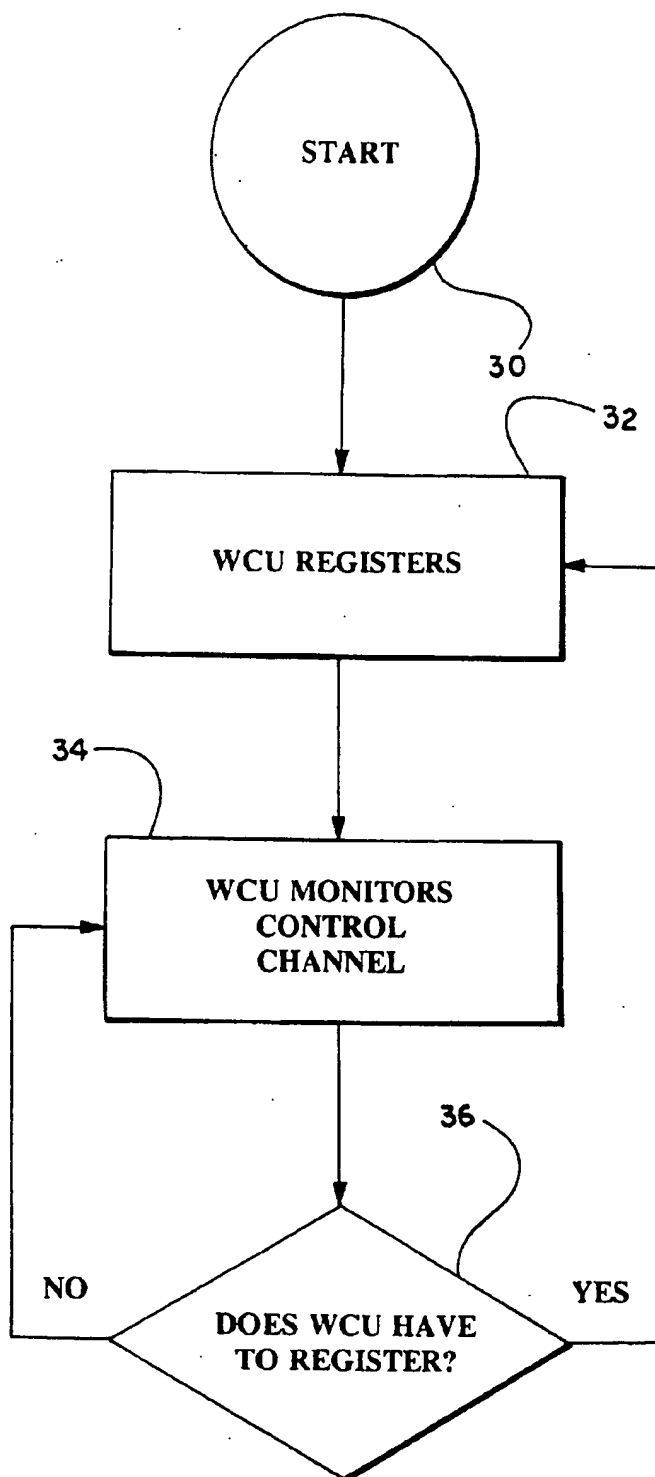 START
30
32
WCU REGISTERS
34
WCU MONITORS
CONTROL
CHANNEL
36
NO
YES
DOES WCU HAVE
TO REGISTER?